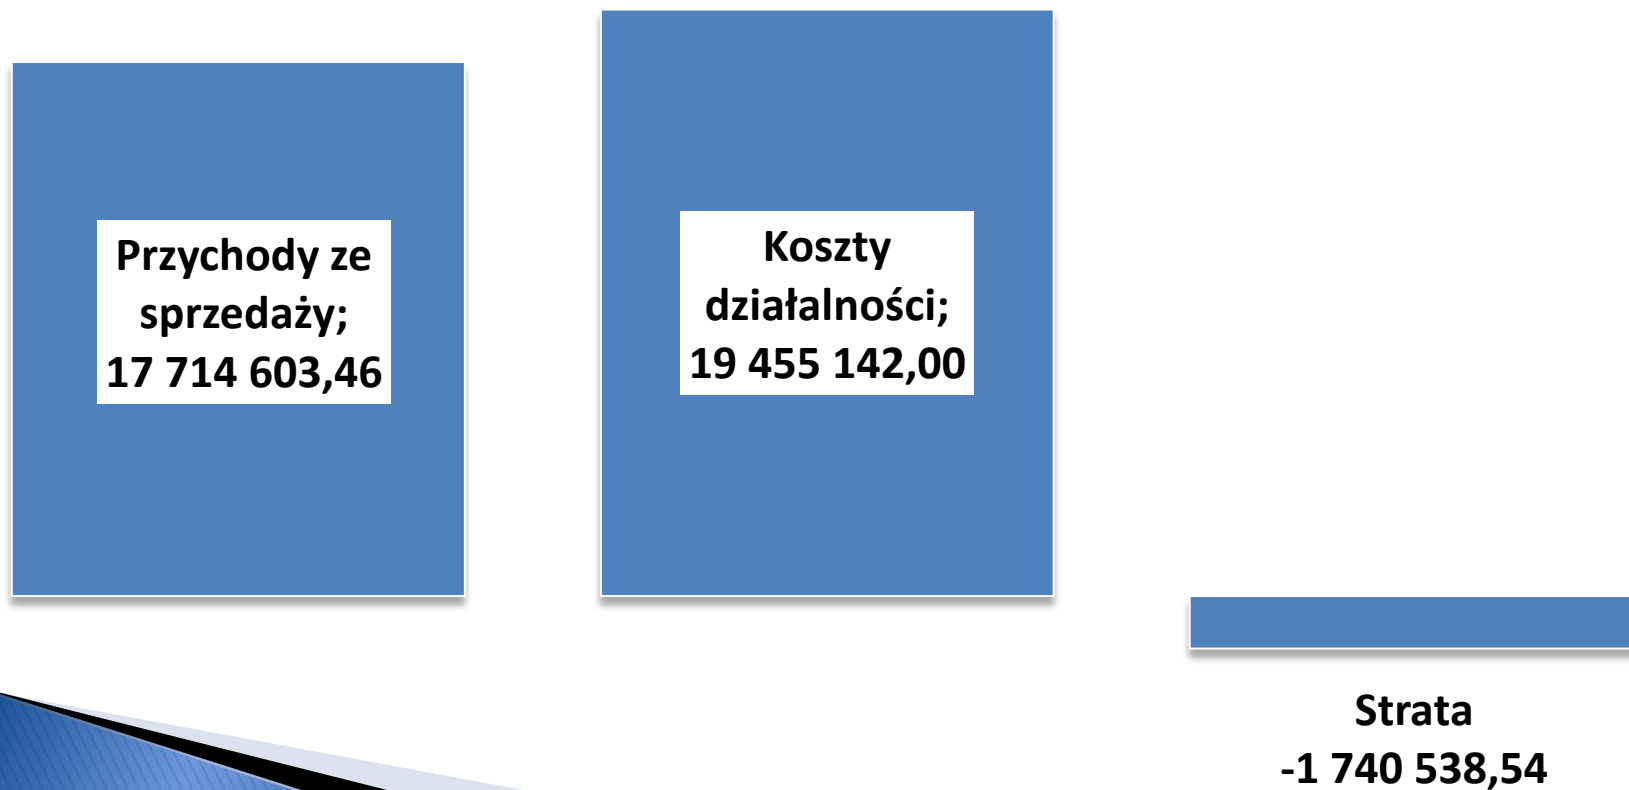 Przychody ze
sprzedaży;
17 714 603,46
Koszty
działalności;
19 455 142,00
Strata
-1 740 538,54